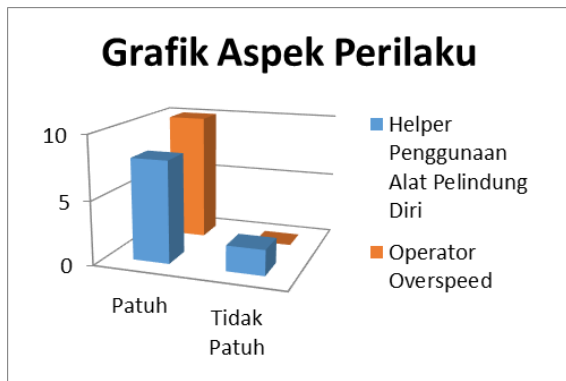 Grafik Aspek Perilaku
10
5
0
Patuh
Tidak
Patuh
Helper
Penggunaan
Alat Pelindung
Diri
Operator
Overspeed